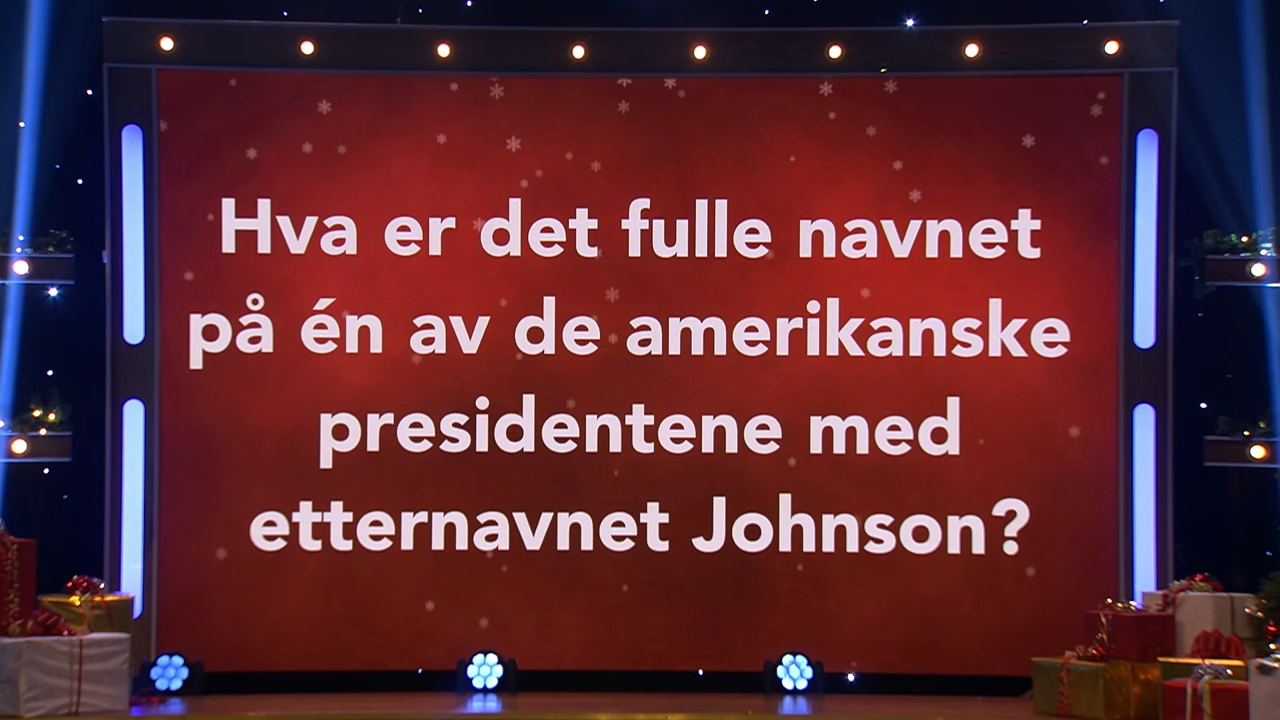 Hva er det fulle navnet
på én av de amerikanske
presidentene med
etternavnet Johnson?